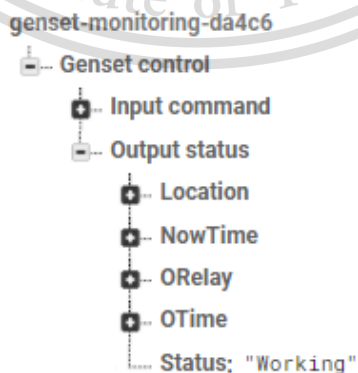 genset-monitoring-da4c6
Genset control
Input command
Output status
Location
NowTime
ORelay
OTime
Status: "Working"